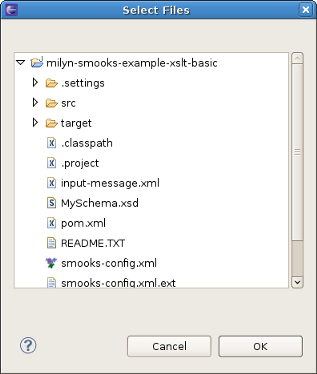 Select Files
milyn-smooks-example-xslt-basic
.settings
src
target
.classpath
.project
input-message.xml
MySchema.xsd
pom.xml
README.TXT
smooks-config.xml
smooks-config.xml.ext
Cancel
OK